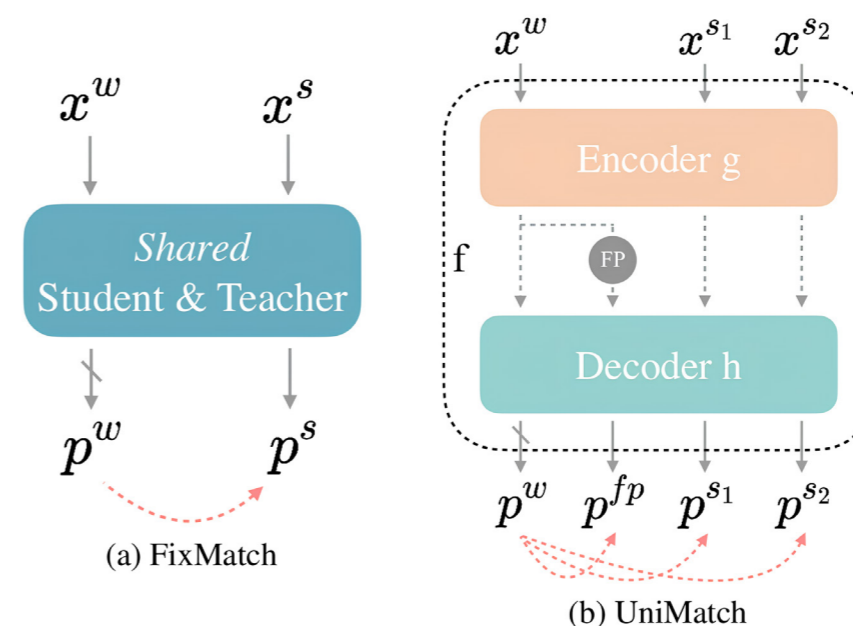 x^w x^s
Shared
Student & Teacher
p^w p^s
(a) FixMatch
x^w x^{s_1} x^{s_2}
Encoder g
f
FP
Decoder h
p^w p^{fp} p^{s_1} p^{s_2}
(b) UniMatch